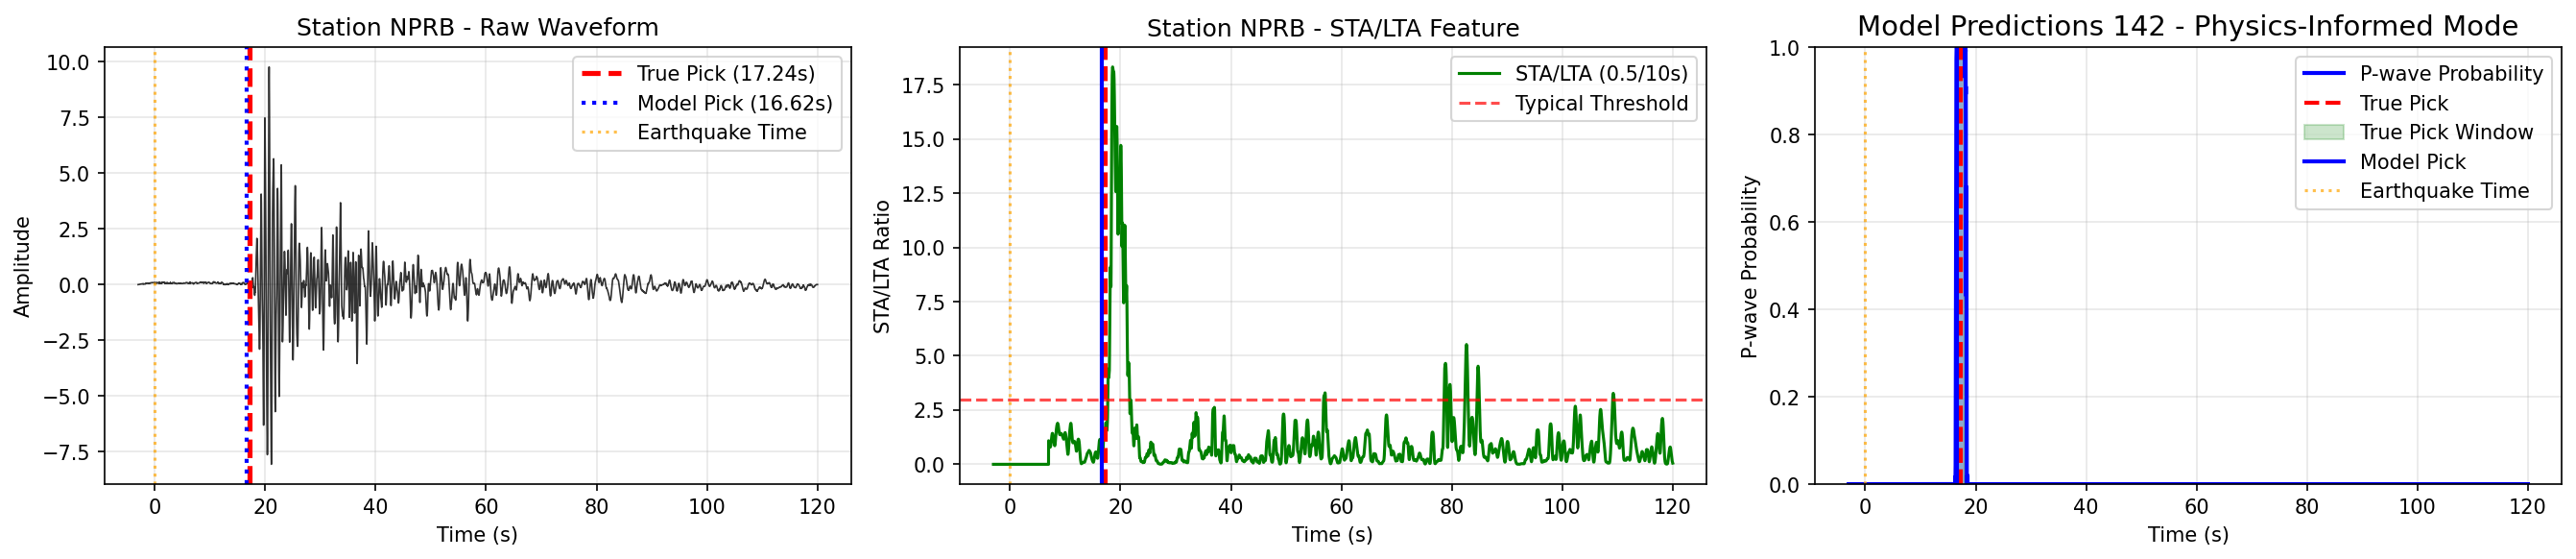 Station NPRB - Raw Waveform
Amplitude
10.0
7.5
5.0
2.5
0.0
−2.5
−5.0
−7.5
True Pick (17.24s)
Model Pick (16.62s)
Earthquake Time
0 20 40 60 80 100 120
Time (s)
Station NPRB - STA/LTA Feature
STA/LTA Ratio
17.5
15.0
12.5
10.0
7.5
5.0
2.5
0.0
STA/LTA (0.5/10s)
Typical Threshold
0 20 40 60 80 100 120
Time (s)
Model Predictions 142 - Physics-Informed Mode
P-wave Probability
1.0
0.8
0.6
0.4
0.2
0.0
P-wave Probability
True Pick
True Pick Window
Model Pick
Earthquake Time
0 20 40 60 80 100 120
Time (s)